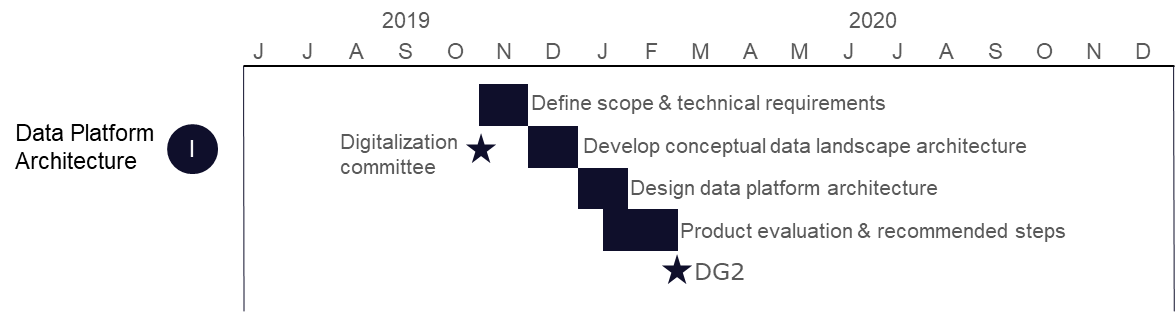 2019 2020
J J A S O N D J F M A M J J A S O N D
Define scope & technical requirements
Data Platform
Architecture
I
Digitalization
committee
Develop conceptual data landscape architecture
Design data platform architecture
Product evaluation & recommended steps
DG2